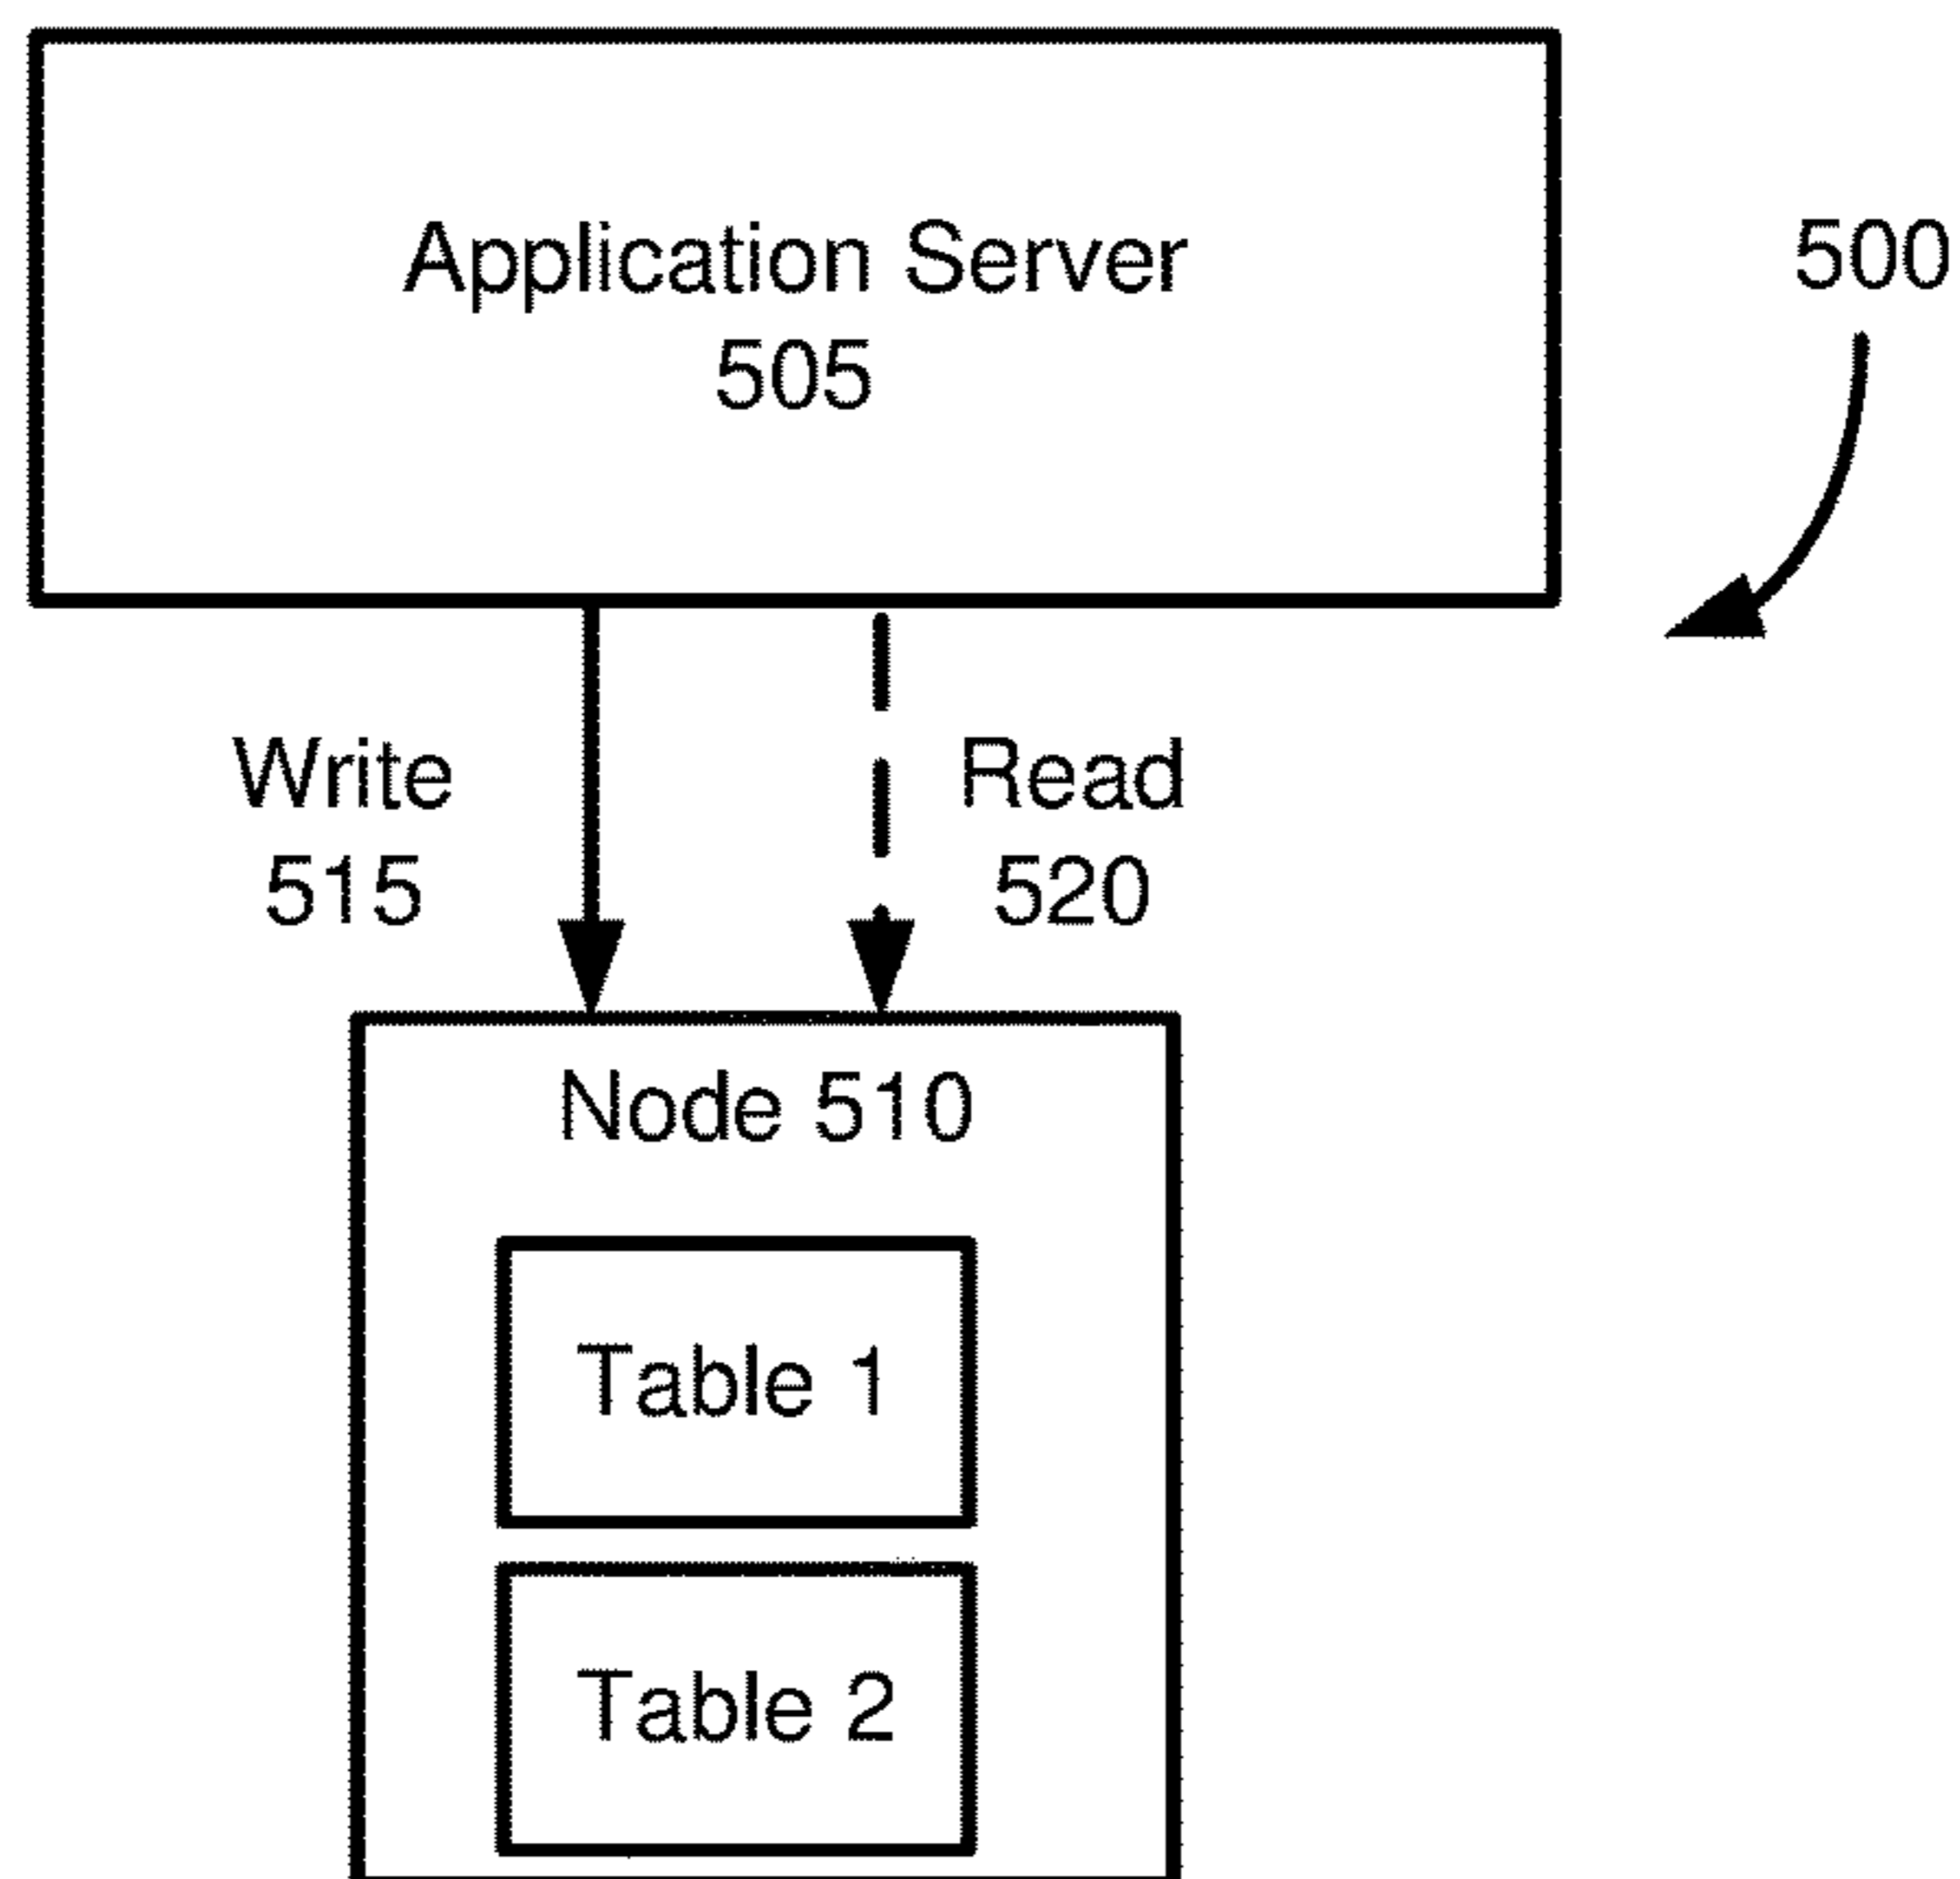 Application Server
505
500
Write
515
Read
520
Node 510
Table 1
Table 2